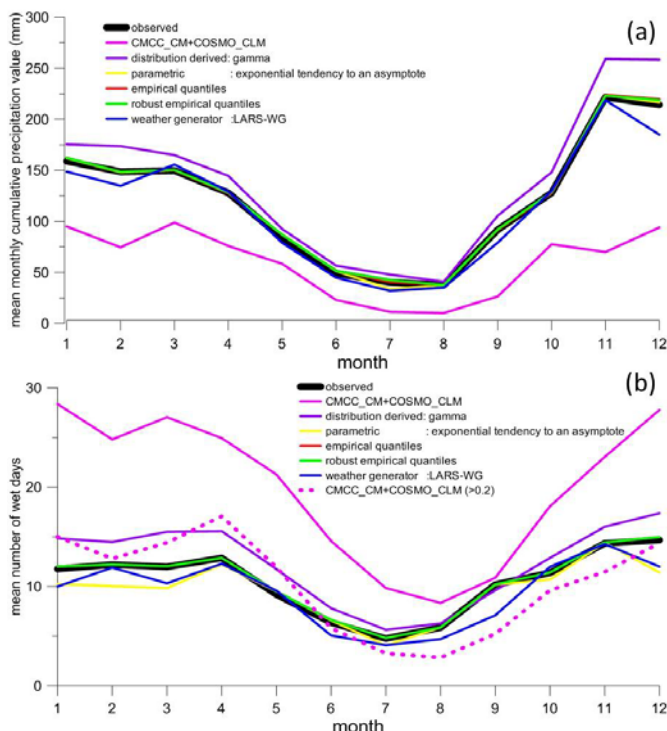 (a)
observed
CMCC_CM+COSMO_CLM
distribution derived: gamma
parametric : exponential tendency to an asymptote
empirical quantiles
robust empirical quantiles
weather generator :LARS-WG
mean monthly cumulative precipitation value (mm)
300
250
200
150
100
50
0
1 2 3 4 5 6 7 8 9 10 11 12
month
(b)
observed
CMCC_CM+COSMO_CLM
distribution derived: gamma
parametric : exponential tendency to an asymptote
empirical quantiles
robust empirical quantiles
weather generator :LARS-WG
CMCC_CM+COSMO_CLM (>0.2)
mean number of wet days
30
20
10
0
1 2 3 4 5 6 7 8 9 10 11 12
month